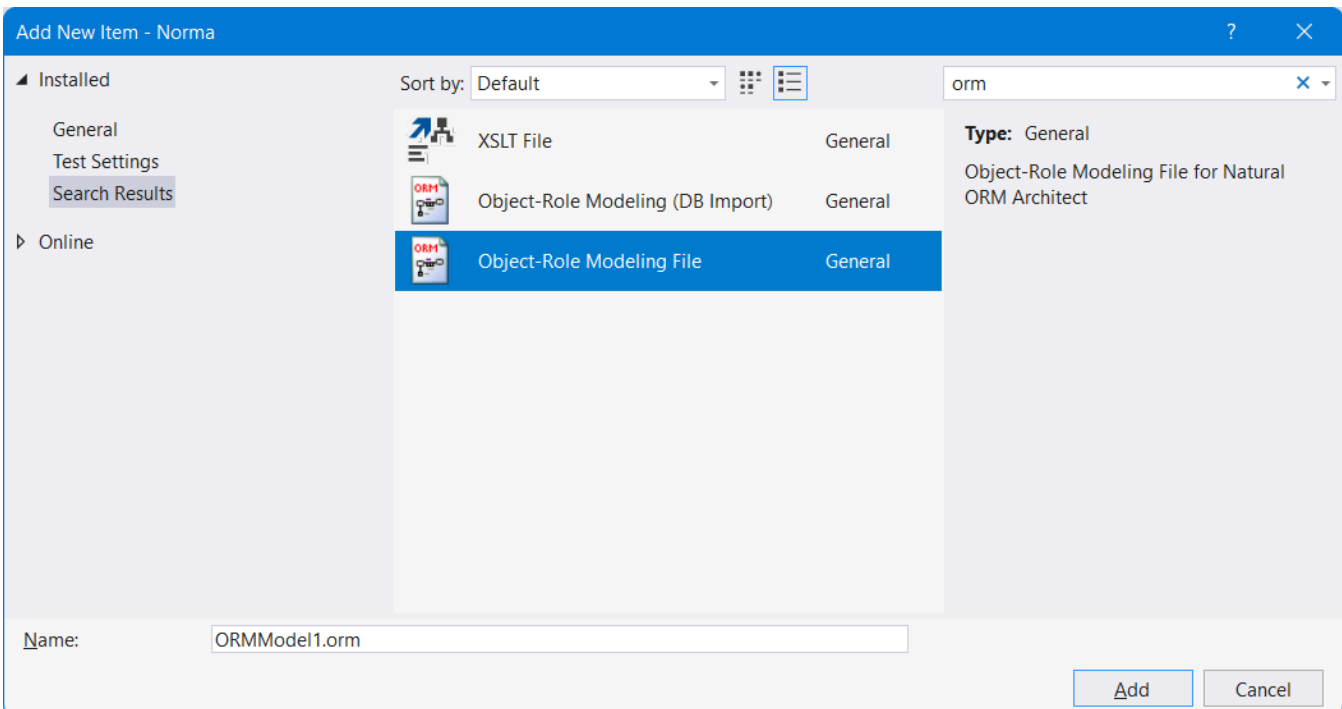 Add New Item - Norma ?
Installed
General
Test Settings
Search Results
Online
Sort by: Default
XSLT File General
ORM
Object-Role Modeling (DB Import) General
ORM
Object-Role Modeling File General
orm
Type: General
Object-Role Modeling File for Natural
ORM Architect
Name: ORMModel1.orm
Add Cancel